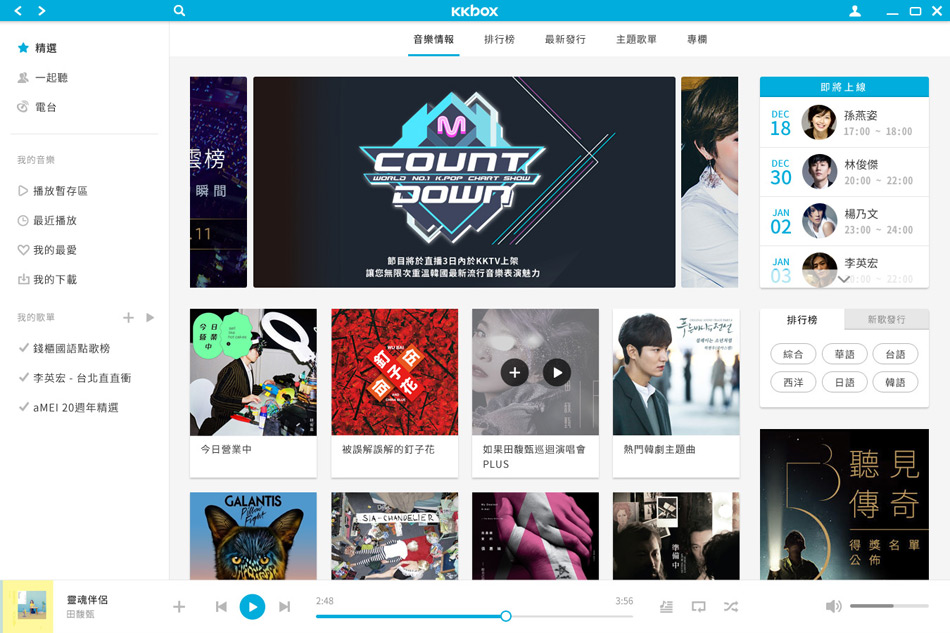 KKBOX
精選
一起聽
電台
我的音樂
播放暫存區
最近播放
我的最愛
我的下載
我的歌單
錢櫃國語點歌榜
李英宏 - 台北直直衝
aMEI 20週年精選
音樂情報
排行榜
最新發行
主題歌單
專欄
雲榜
瞬間
.11
M
COUNT
WORLD NO.1 K.POP CHART SHOW
DOWN
節目將於直播3日內於KKTV上架
讓您無限次重溫韓國最新流行音樂表演魅力
即將上線
DEC
18
孫燕姿
17:00 ~ 18:00
DEC
30
林俊傑
20:00 ~ 22:00
JAN
02
楊乃文
23:00 ~ 24:00
JAN
03
李英宏
今日
營業
中
今日營業中
WU BAI
釘 伍
子 佰
花
被誤解誤解的釘子花
如果田馥甄巡迴演唱會
PLUS
熱門韓劇主題曲
排行榜
新歌發行
綜合
華語
台語
西洋
日語
韓語
GALANTIS
Pillow
Fight
SIA - CHANDELIER
準備中
聽見
傳奇
得獎名單
公佈
靈魂伴侶
田馥甄
2:48
3:56